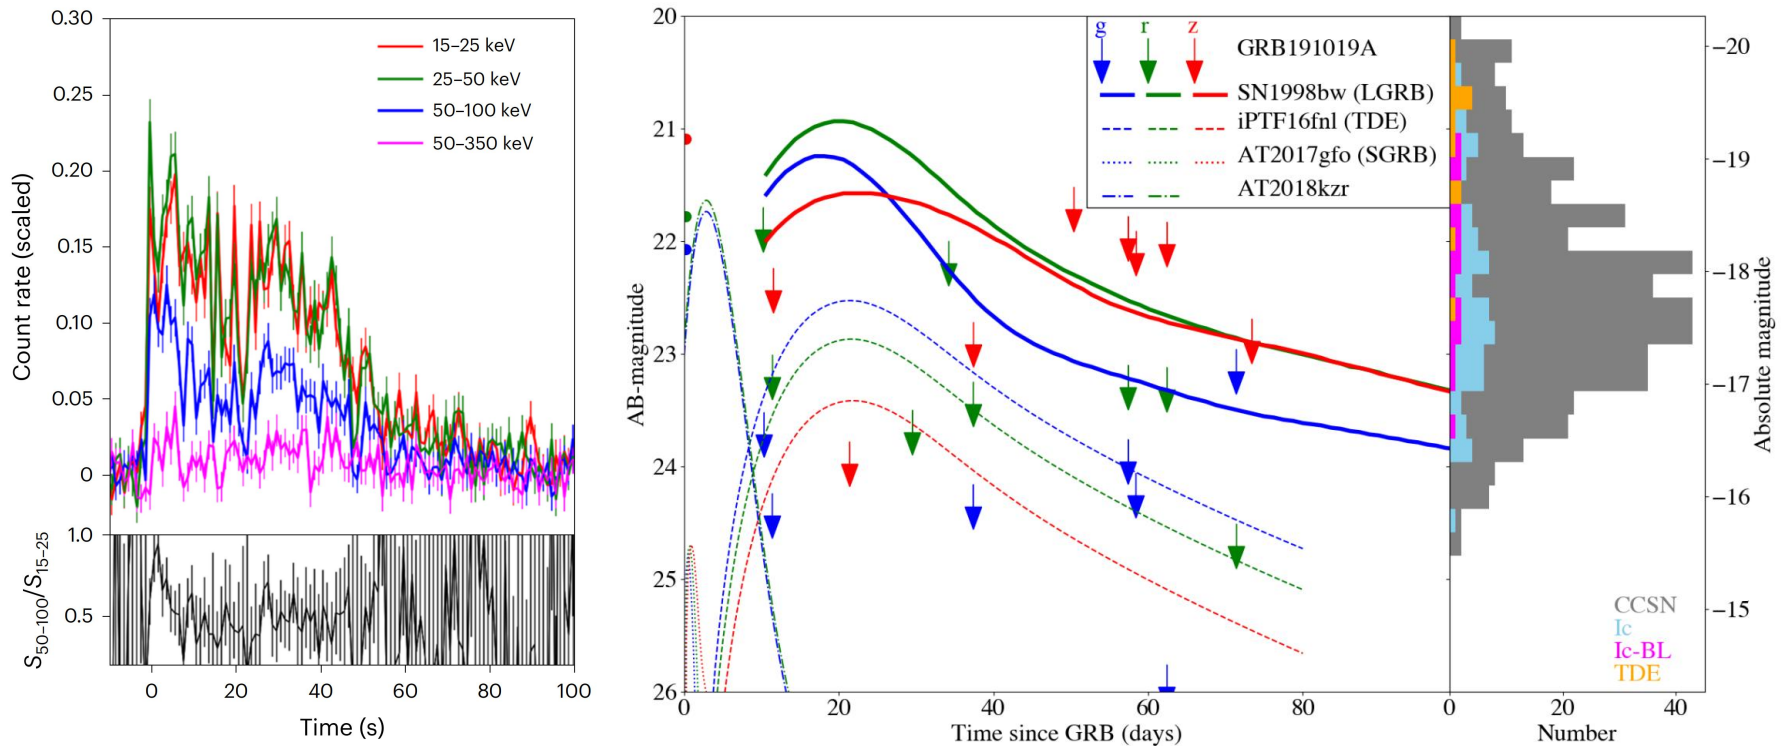 0.30
0.25
0.20
0.15
0.10
0.05
0
Count rate (scaled)
15–25 keV
25–50 keV
50–100 keV
50–350 keV
1.0
0.5
S50–100/S15–25
0 20 40 60 80 100
Time (s)
20
21
22
23
24
25
26
AB-magnitude
g r z
GRB191019A
SN1998bw (LGRB)
iPTF16fnl (TDE)
AT2017gfo (SGRB)
AT2018kzr
0 20 40 60 80
Time since GRB (days)
CCSN
Ic
Ic-BL
TDE
0 20 40
Number
−20
−19
−18
−17
−16
−15
Absolute magnitude